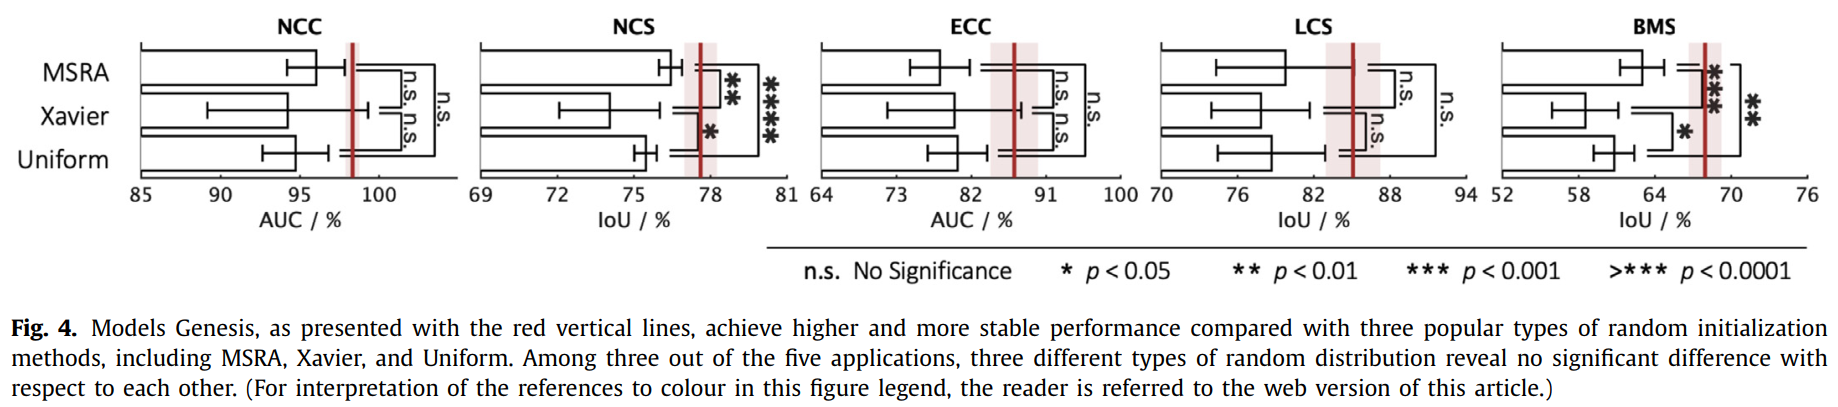 NCC NCS ECC LCS BMS
MSRA
Xavier
Uniform
n.s. n.s. n.s. ** * **** n.s. n.s. n.s. n.s. n.s. n.s. *** * **
85 90 95 100 69 72 75 78 81 64 73 82 91 100 70 76 82 88 94 52 58 64 70 76
AUC / % IoU / % AUC / % IoU / % IoU / %
n.s. No Significance * p < 0.05 ** p < 0.01 *** p < 0.001 >*** p < 0.0001
Fig. 4. Models Genesis, as presented with the red vertical lines, achieve higher and more stable performance compared with three popular types of random initialization
methods, including MSRA, Xavier, and Uniform. Among three out of the five applications, three different types of random distribution reveal no significant difference with
respect to each other. (For interpretation of the references to colour in this figure legend, the reader is referred to the web version of this article.)